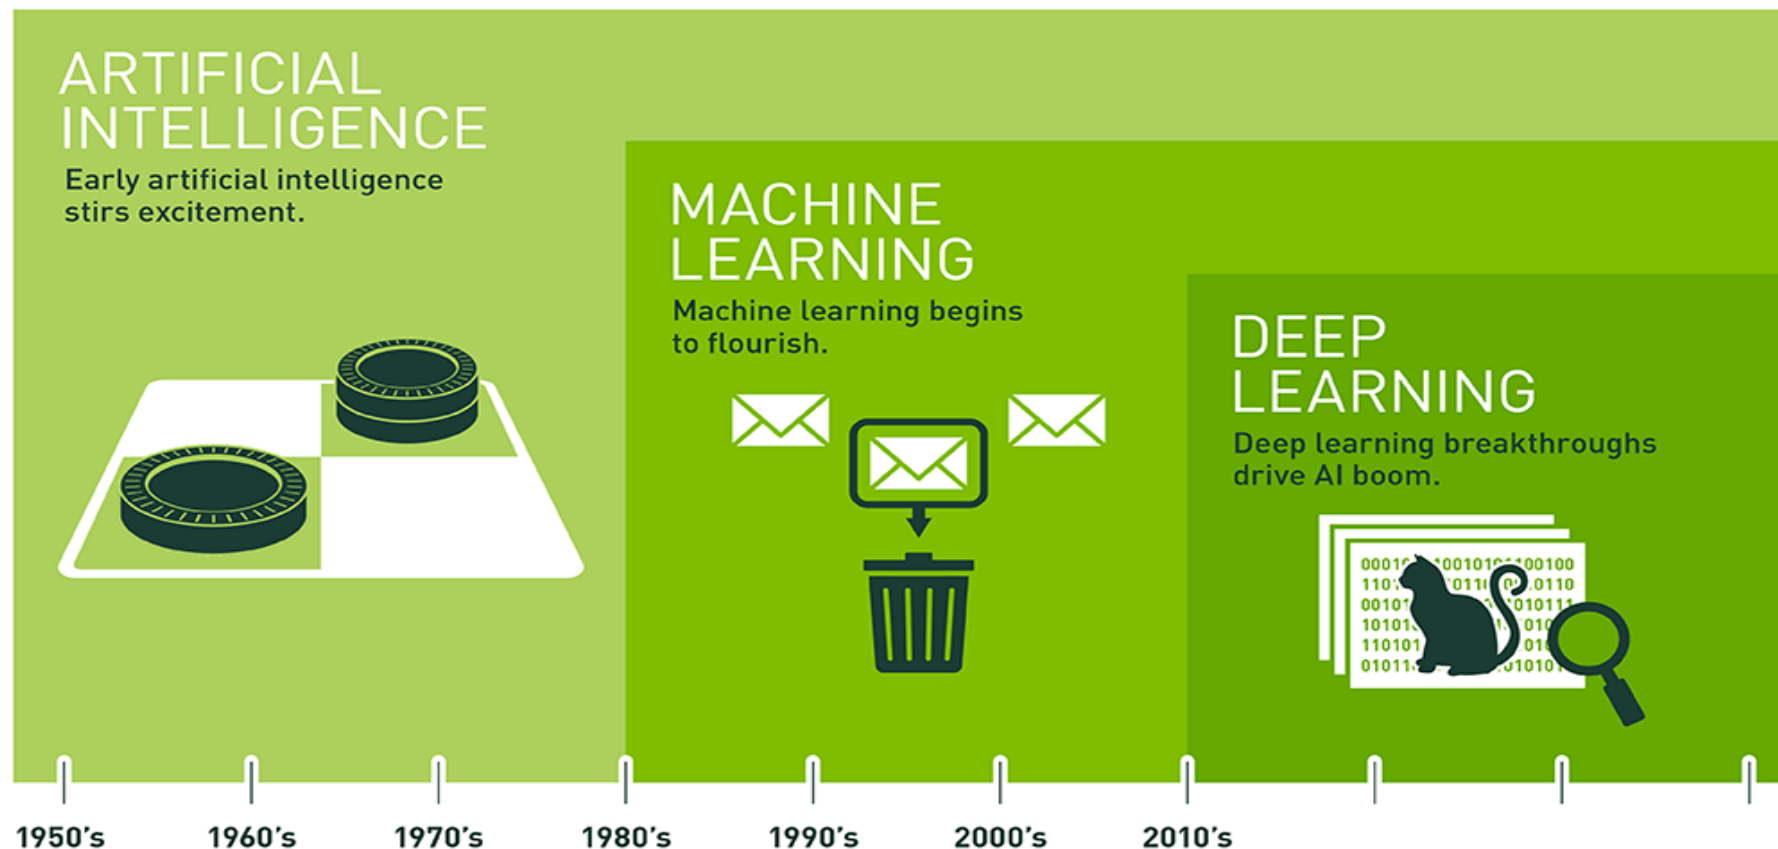 ARTIFICIAL
INTELLIGENCE
Early artificial intelligence
stirs excitement.
MACHINE
LEARNING
Machine learning begins
to flourish.
DEEP
LEARNING
Deep learning breakthroughs
drive AI boom.
1950's
1960's
1970's
1980's
1990's
2000's
2010's